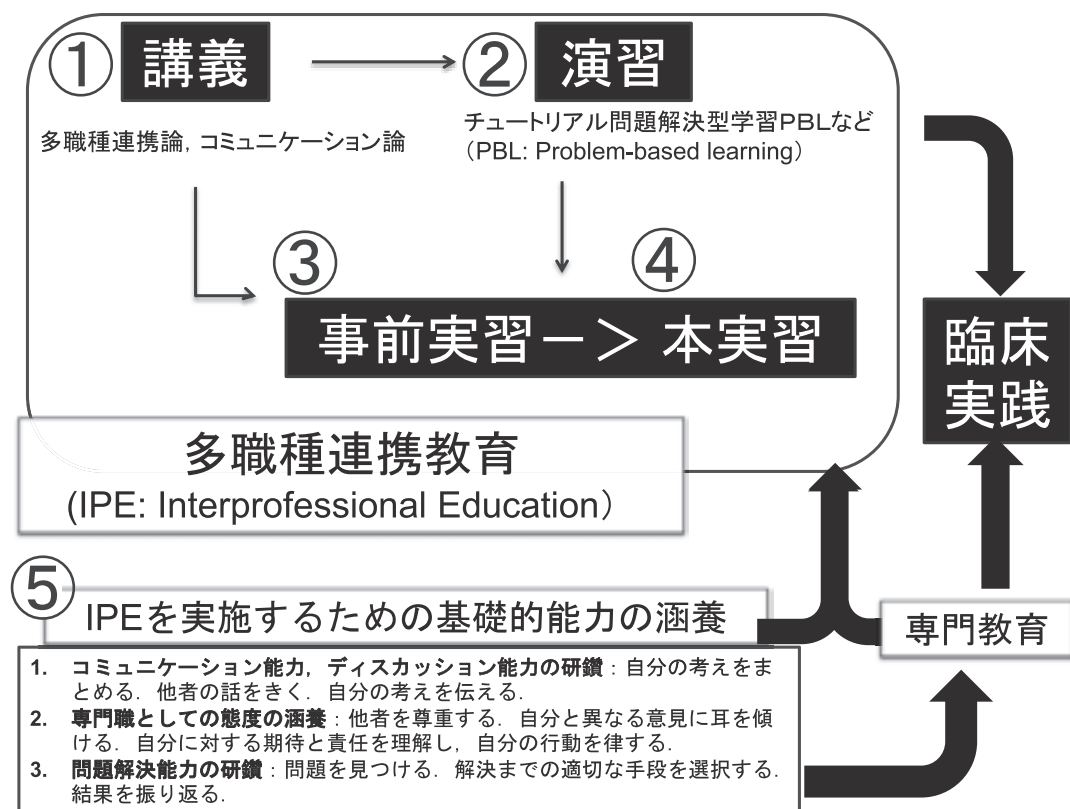 ① 講義
② 演習
多職種連携論, コミュニケーション論
チュートリアル問題解決型学習PBLなど
（PBL: Problem-based learning）
③
④
事前実習－＞ 本実習
臨床
実践
多職種連携教育
(IPE: Interprofessional Education）
⑤
IPEを実施するための基礎的能力の涵養
専門教育
1. コミュニケーション能力，ディスカッション能力の研鑽：自分の考えをま
とめる．他者の話をきく．自分の考えを伝える．
2. 専門職としての態度の涵養：他者を尊重する．自分と異なる意見に耳を傾
ける．自分に対する期待と責任を理解し，自分の行動を律する．
3. 問題解決能力の研鑽：問題を見つける．解決までの適切な手段を選択する．
結果を振り返る．